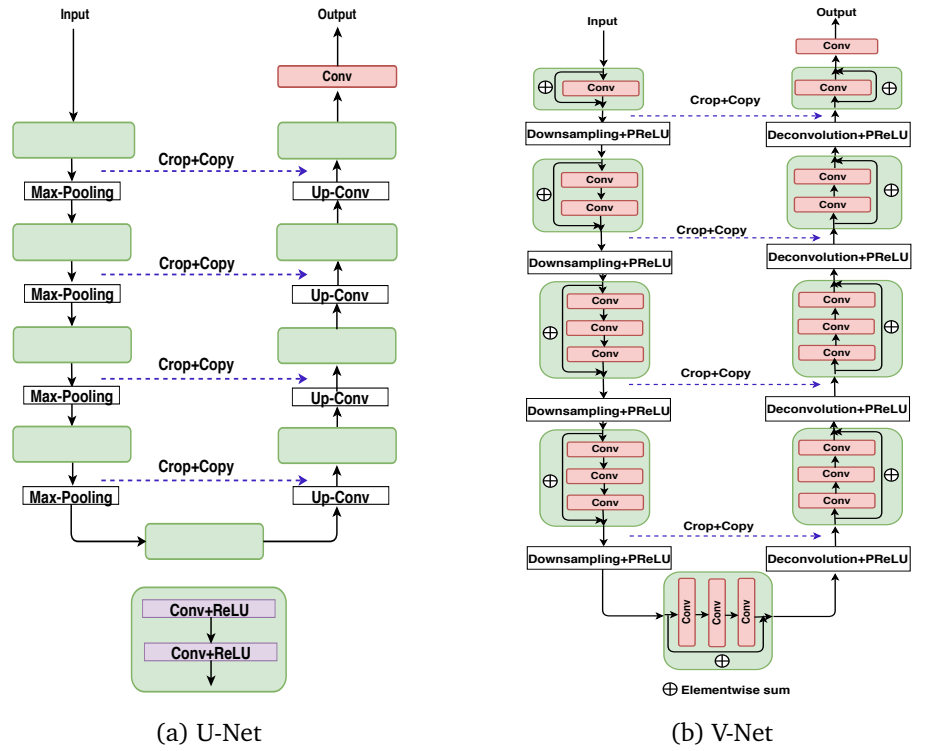 Input
Output
Conv
Crop+Copy
Max-Pooling
Up-Conv
Crop+Copy
Max-Pooling
Up-Conv
Crop+Copy
Max-Pooling
Up-Conv
Crop+Copy
Max-Pooling
Up-Conv
Conv+ReLU
Conv+ReLU
(a) U-Net
Input
Output
Conv
Conv
Conv
Crop+Copy
Downsampling+PReLU
Deconvolution+PReLU
Conv
Conv
Conv
Conv
Crop+Copy
Downsampling+PReLU
Deconvolution+PReLU
Conv
Conv
Conv
Conv
Conv
Conv
Crop+Copy
Downsampling+PReLU
Deconvolution+PReLU
Conv
Conv
Conv
Conv
Conv
Conv
Crop+Copy
Downsampling+PReLU
Deconvolution+PReLU
Conv
Conv
Conv
⊕ Elementwise sum
(b) V-Net